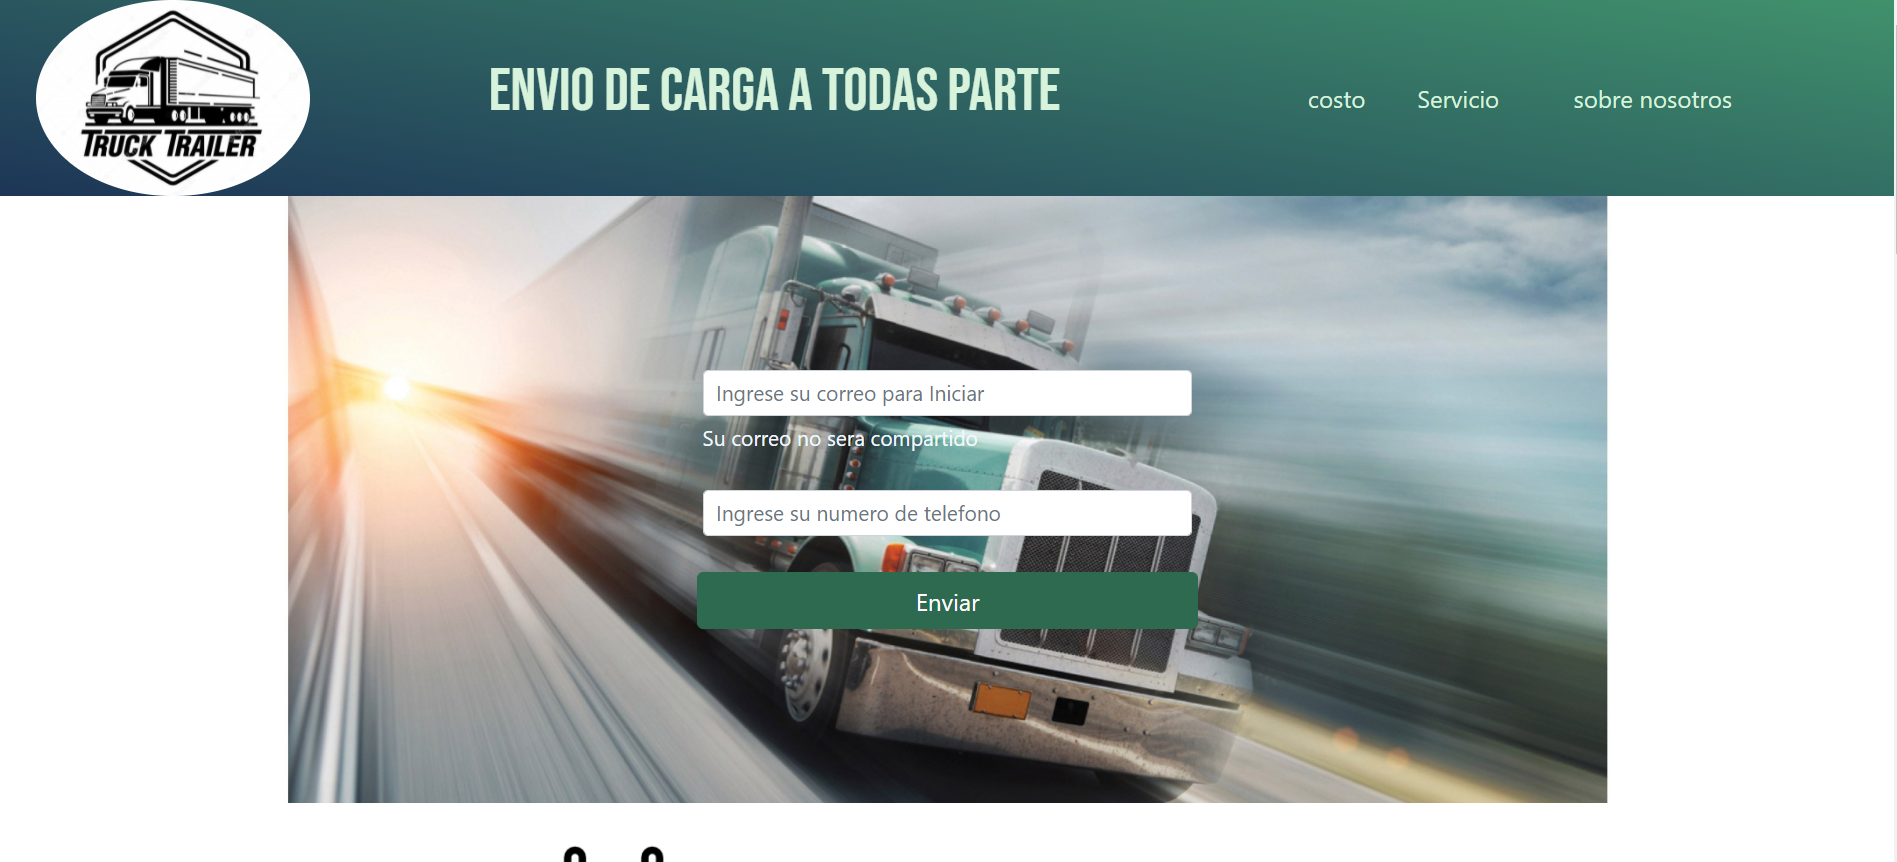 TRUCK TRAILER
ENVIO DE CARGA A TODAS PARTE
costo
Servicio
sobre nosotros
Ingrese su correo para Iniciar
Su correo no sera compartido
Ingrese su numero de telefono
Enviar